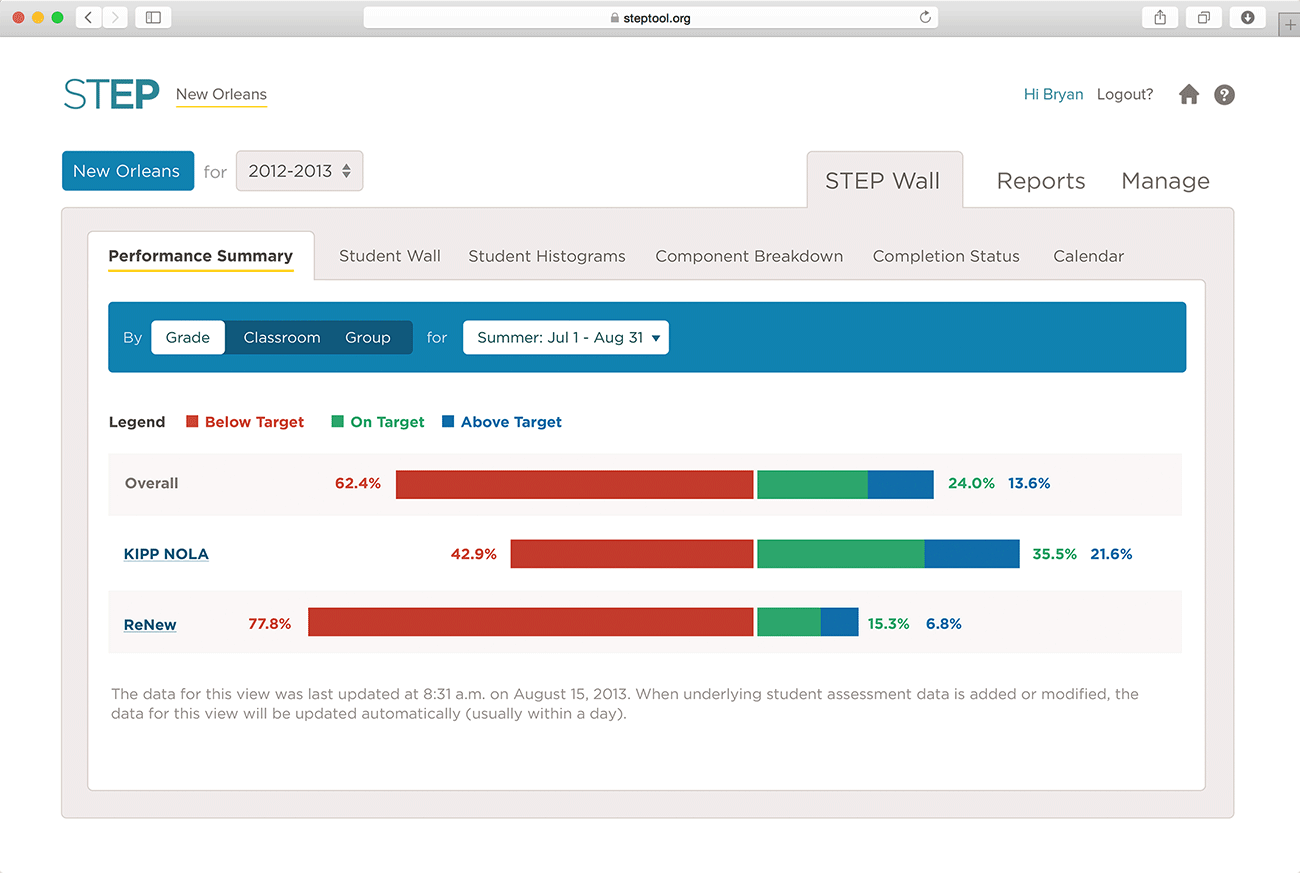 steptool.org
STEP New Orleans Hi Bryan Logout? ?
New Orleans for 2012-2013
STEP Wall Reports Manage
Performance Summary Student Wall Student Histograms Component Breakdown Completion Status Calendar
By Grade Classroom Group for Summer: Jul 1 - Aug 31
Legend Below Target On Target Above Target
Overall 62.4% 24.0% 13.6%
KIPP NOLA 42.9% 35.5% 21.6%
ReNew 77.8% 15.3% 6.8%
The data for this view was last updated at 8:31 a.m. on August 15, 2013. When underlying student assessment data is added or modified, the
data for this view will be updated automatically (usually within a day).